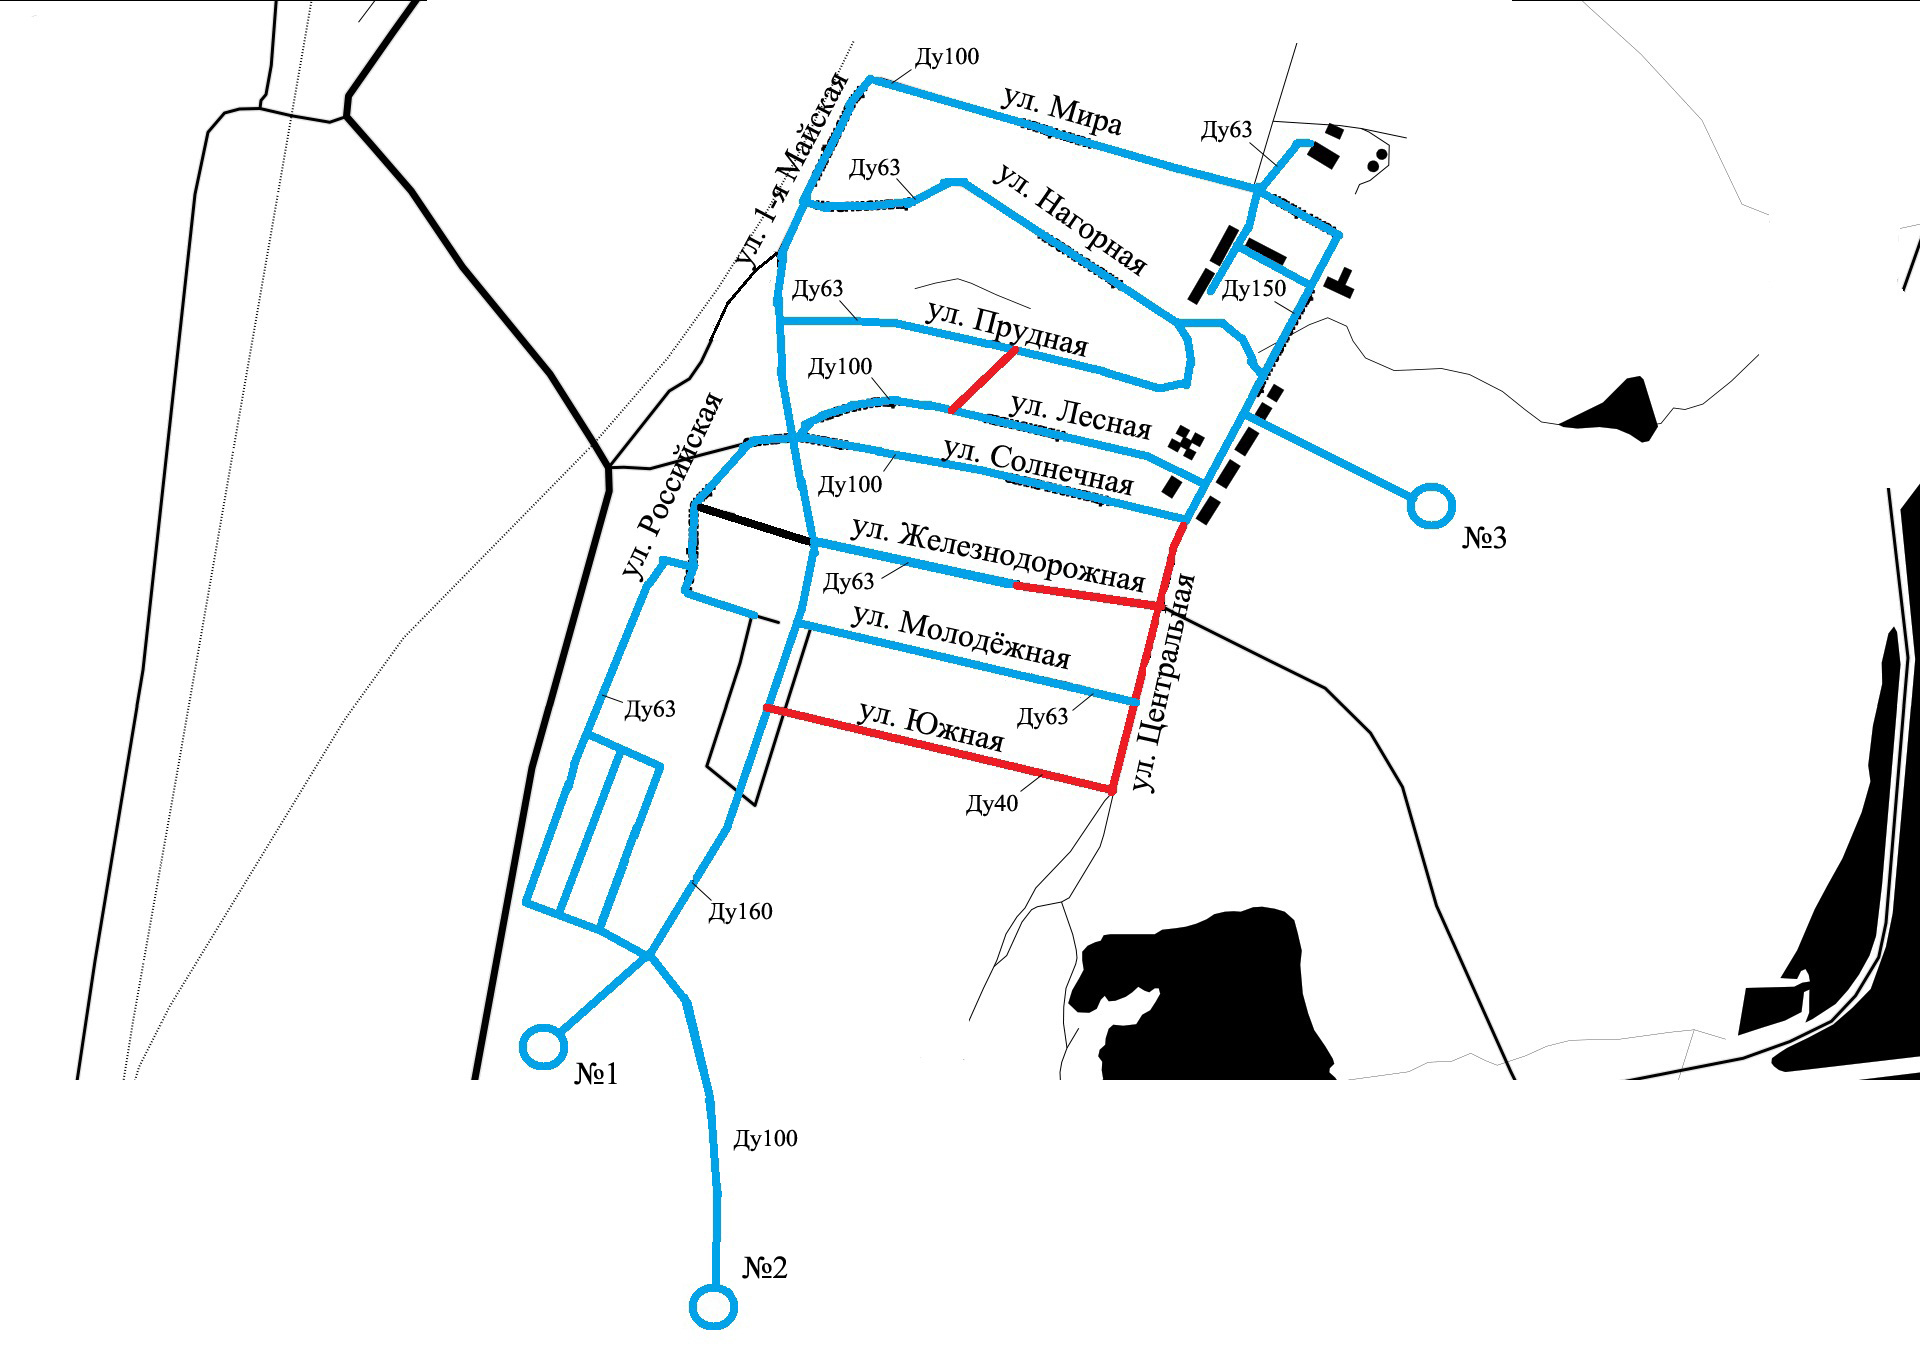 Ду100
ул. Мира
Ду63
ул. 1-я Майская
Ду63
ул. Нагорная
Ду63
Ду150
ул. Прудная
Ду100
ул. Лесная
ул. Российская
ул. Солнечная
Ду100
№3
ул. Железнодорожная
Ду63
ул. Молодёжная
ул. Центральная
Ду63
Ду63
ул. Южная
Ду40
Ду160
№1
Ду100
№2